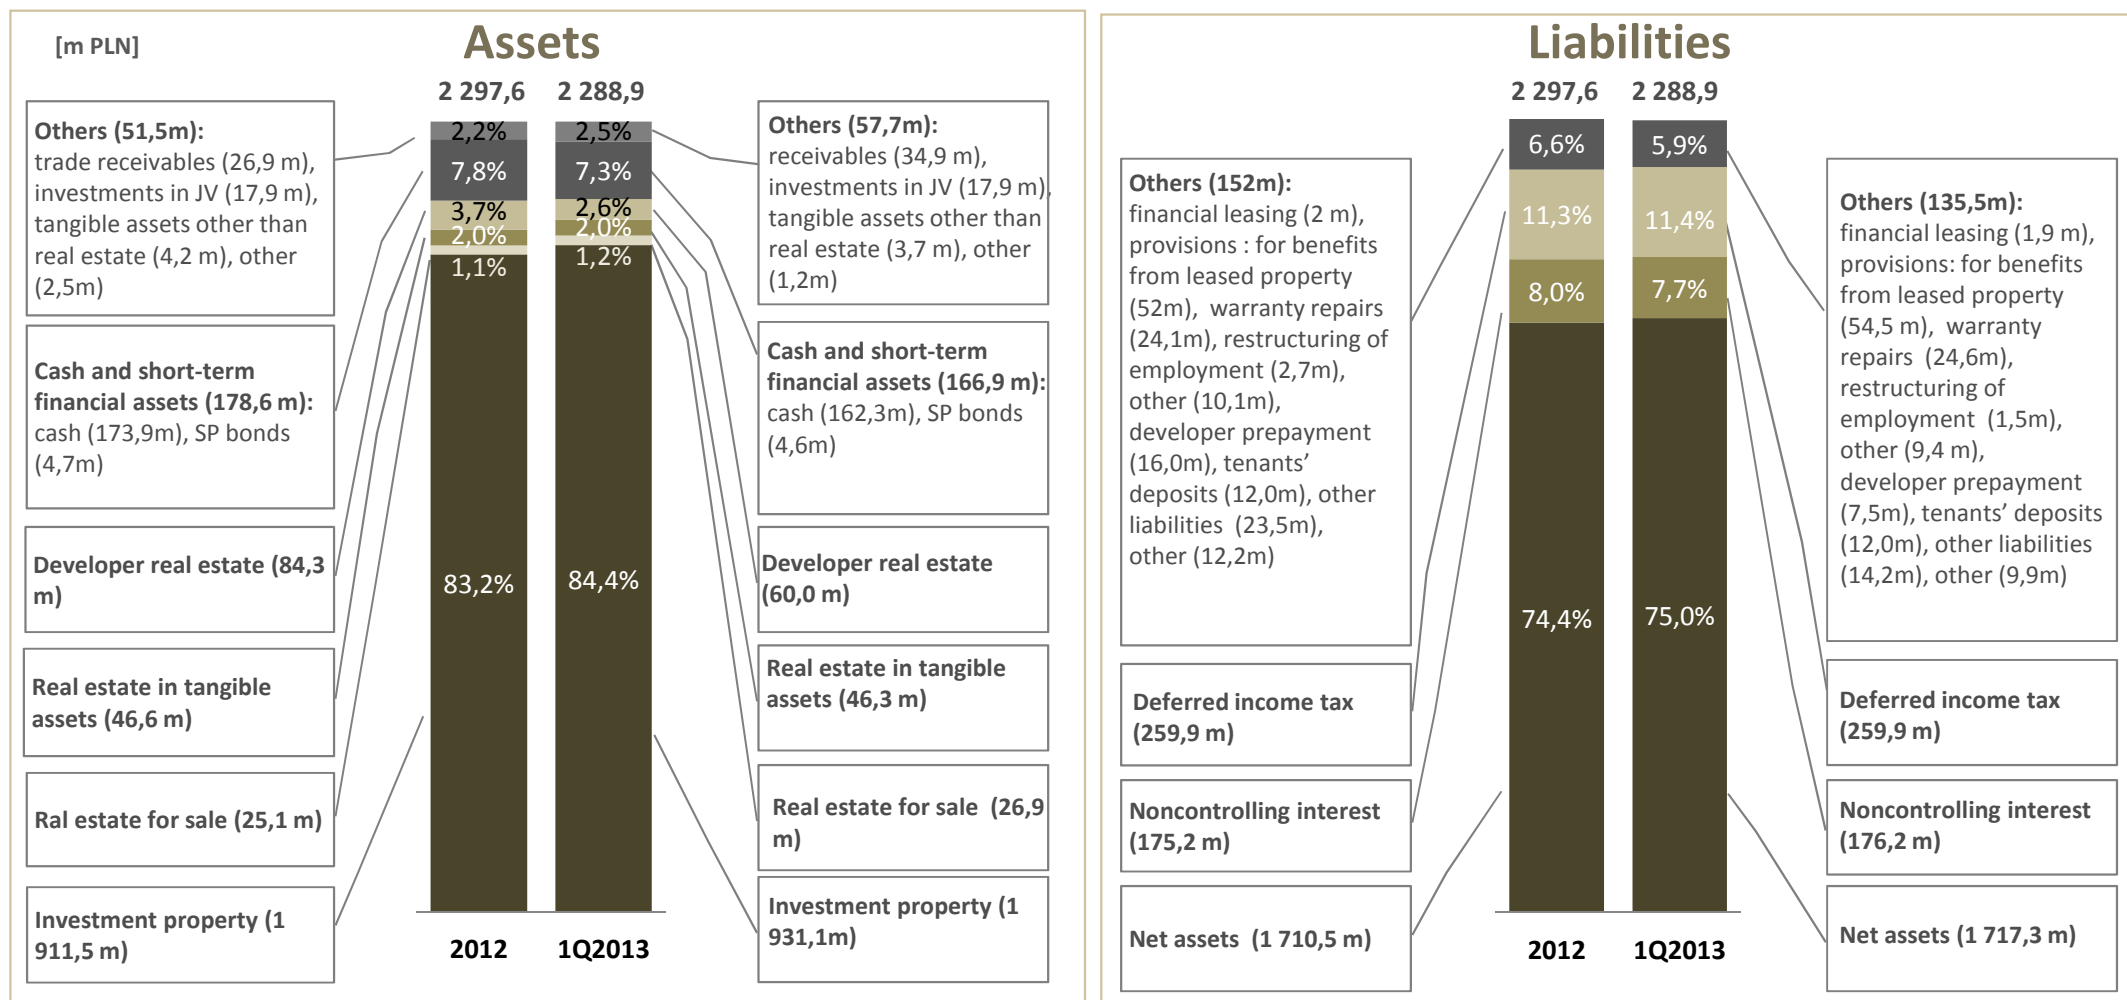 [m PLN]
Assets
2 297,6
2 288,9
Others (51,5m):
trade receivables (26,9 m),
investments in JV (17,9 m),
tangible assets other than
real estate (4,2 m), other
(2,5m)
Cash and short-term
financial assets (178,6 m):
cash (173,9m), SP bonds
(4,7m)
Developer real estate (84,3
m)
Real estate in tangible
assets (46,6 m)
Ral estate for sale (25,1 m)
Investment property (1
911,5 m)
2,2%
7,8%
3,7%
2,0%
1,1%
83,2%
2012
2,5%
7,3%
2,6%
2,0%
1,2%
84,4%
1Q2013
Others (57,7m):
receivables (34,9 m),
investments in JV (17,9 m),
tangible assets other than
real estate (3,7 m), other
(1,2m)
Cash and short-term
financial assets (166,9 m):
cash (162,3m), SP bonds
(4,6m)
Developer real estate
(60,0 m)
Real estate in tangible
assets (46,3 m)
Real estate for sale (26,9
m)
Investment property (1
931,1m)
Liabilities
2 297,6
2 288,9
Others (152m):
financial leasing (2 m),
provisions : for benefits
from leased property
(52m), warranty repairs
(24,1m), restructuring of
employment (2,7m),
other (10,1m),
developer prepayment
(16,0m), tenants’
deposits (12,0m), other
liabilities (23,5m),
other (12,2m)
Deferred income tax
(259,9 m)
Noncontrolling interest
(175,2 m)
Net assets (1 710,5 m)
6,6%
11,3%
8,0%
74,4%
2012
5,9%
11,4%
7,7%
75,0%
1Q2013
Others (135,5m):
financial leasing (1,9 m),
provisions: for benefits
from leased property
(54,5 m), warranty
repairs (24,6m),
restructuring of
employment (1,5m),
other (9,4 m),
developer prepayment
(7,5m), tenants’ deposits
(12,0m), other liabilities
(14,2m), other (9,9m)
Deferred income tax
(259,9 m)
Noncontrolling interest
(176,2 m)
Net assets (1 717,3 m)